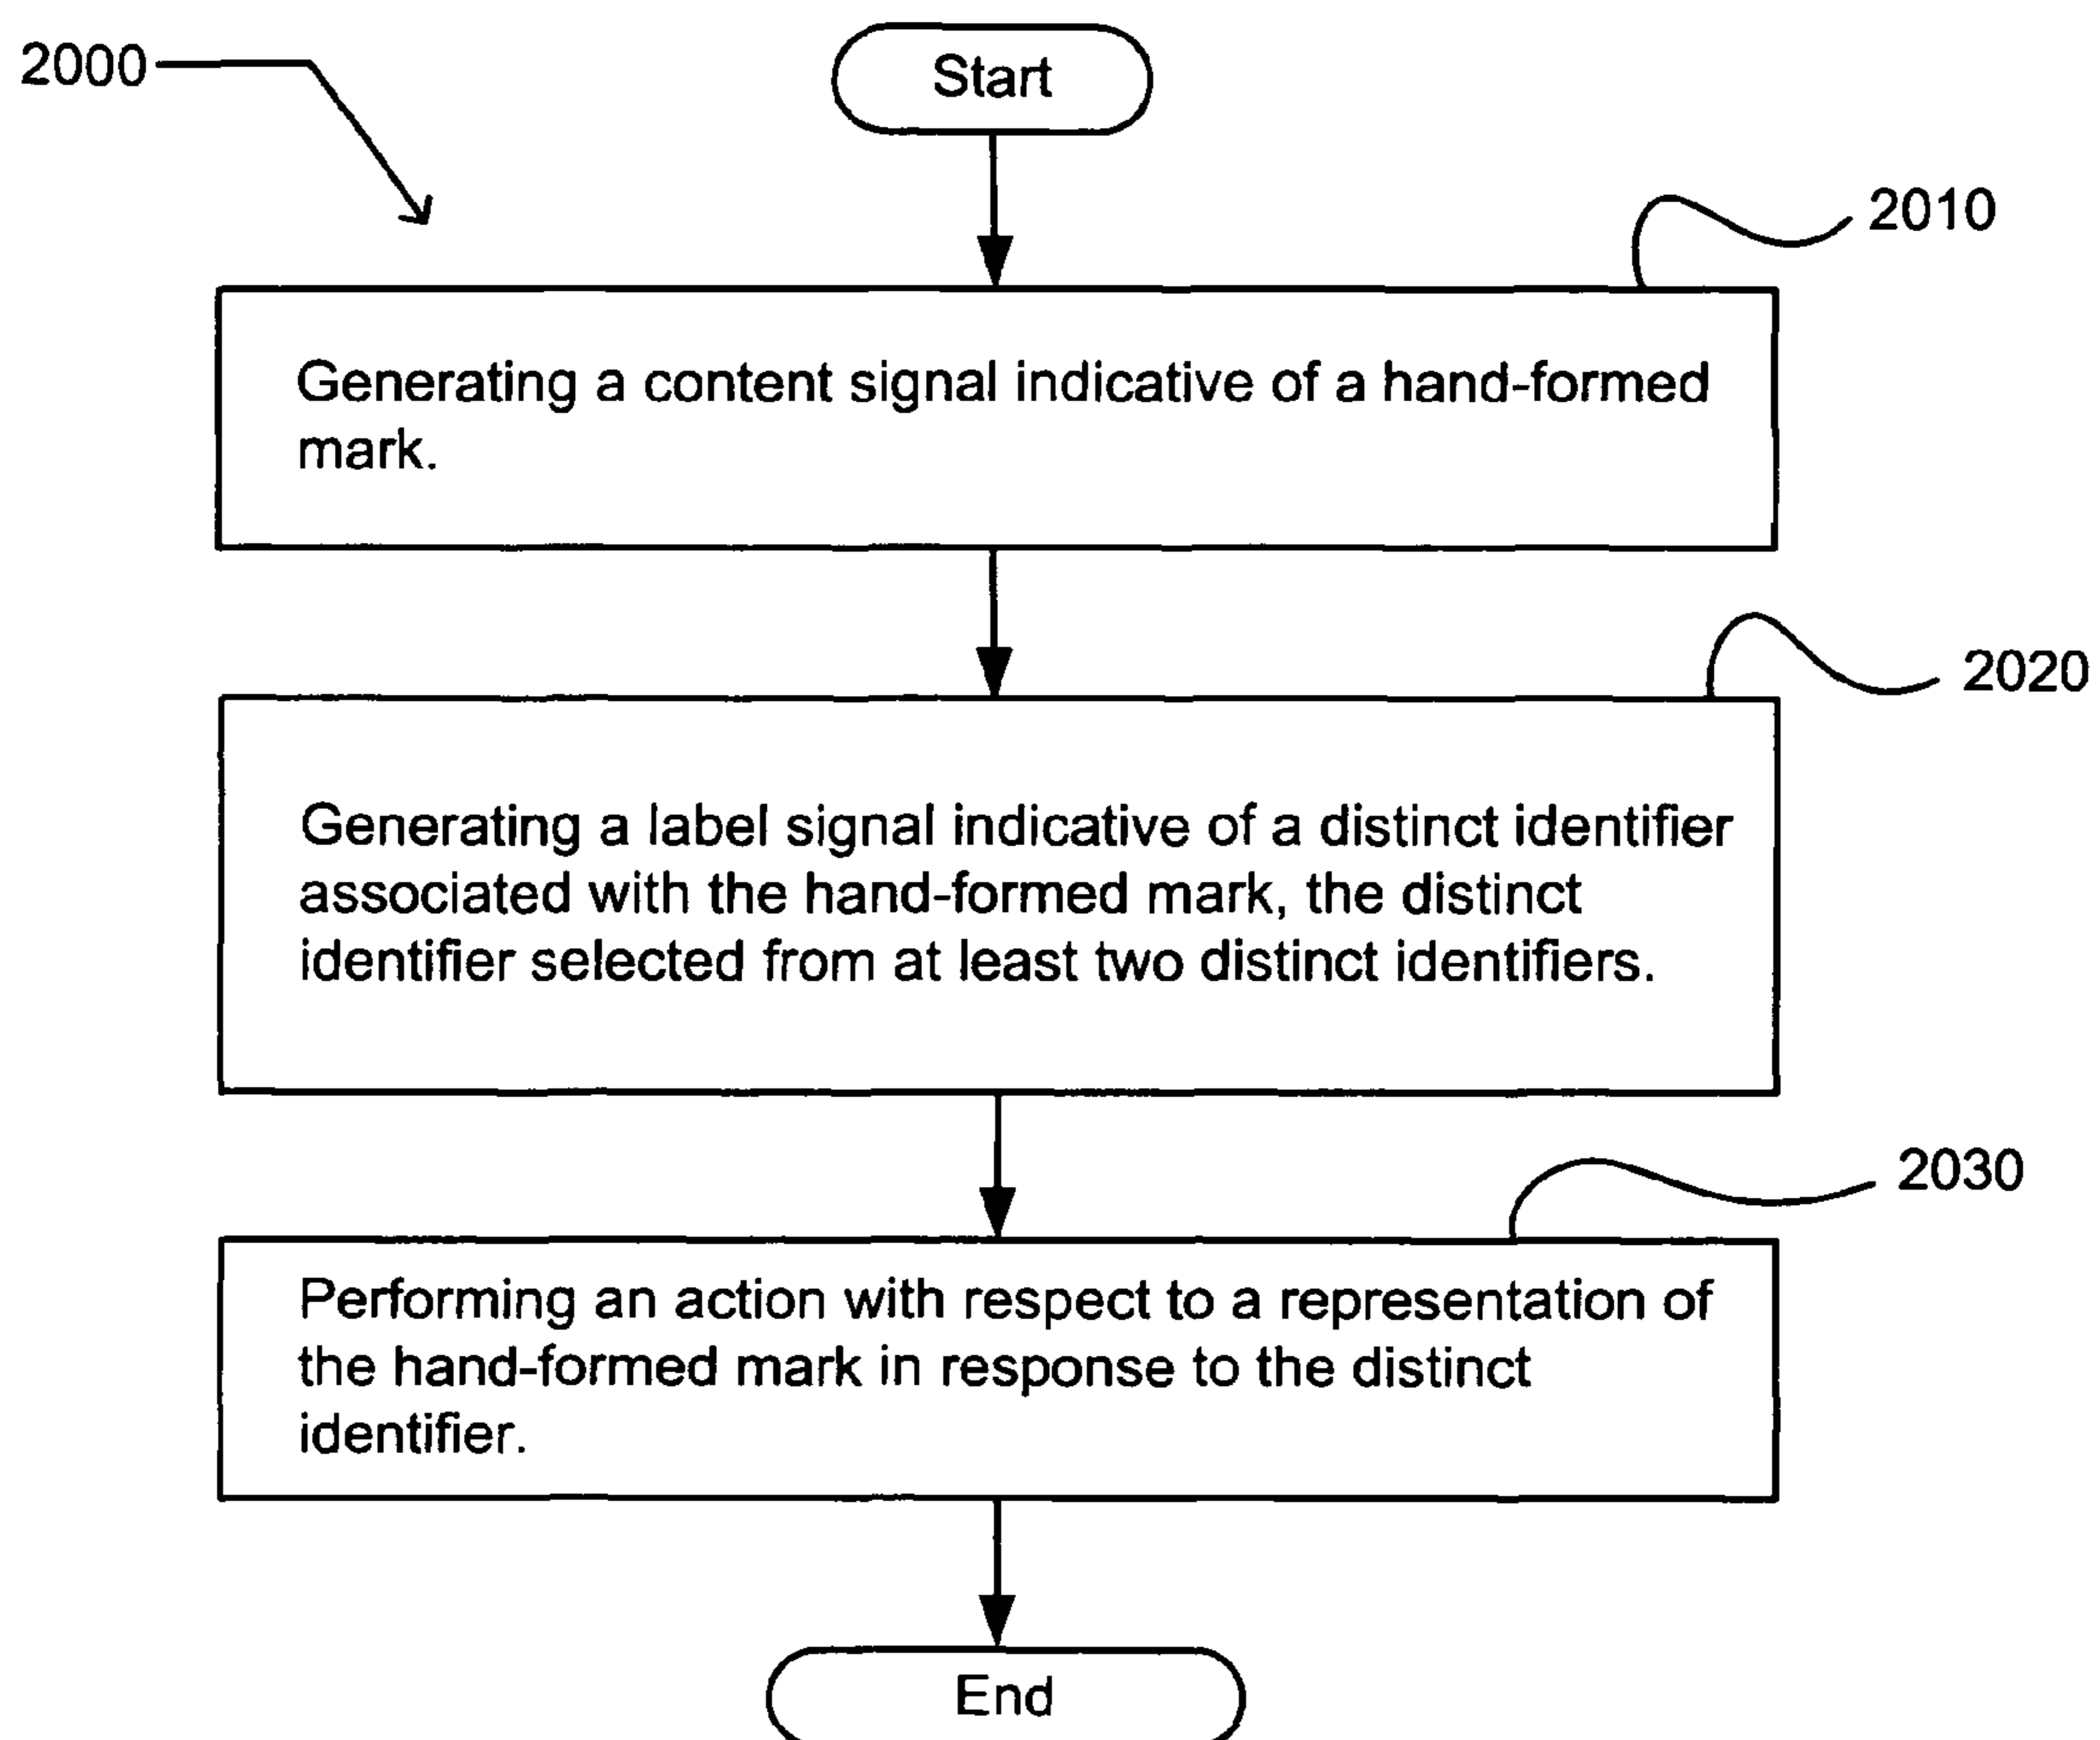 2000
Start
2010
Generating a content signal indicative of a hand-formed
mark.
2020
Generating a label signal indicative of a distinct identifier
associated with the hand-formed mark, the distinct
identifier selected from at least two distinct identifiers.
2030
Performing an action with respect to a representation of
the hand-formed mark in response to the distinct
identifier.
End